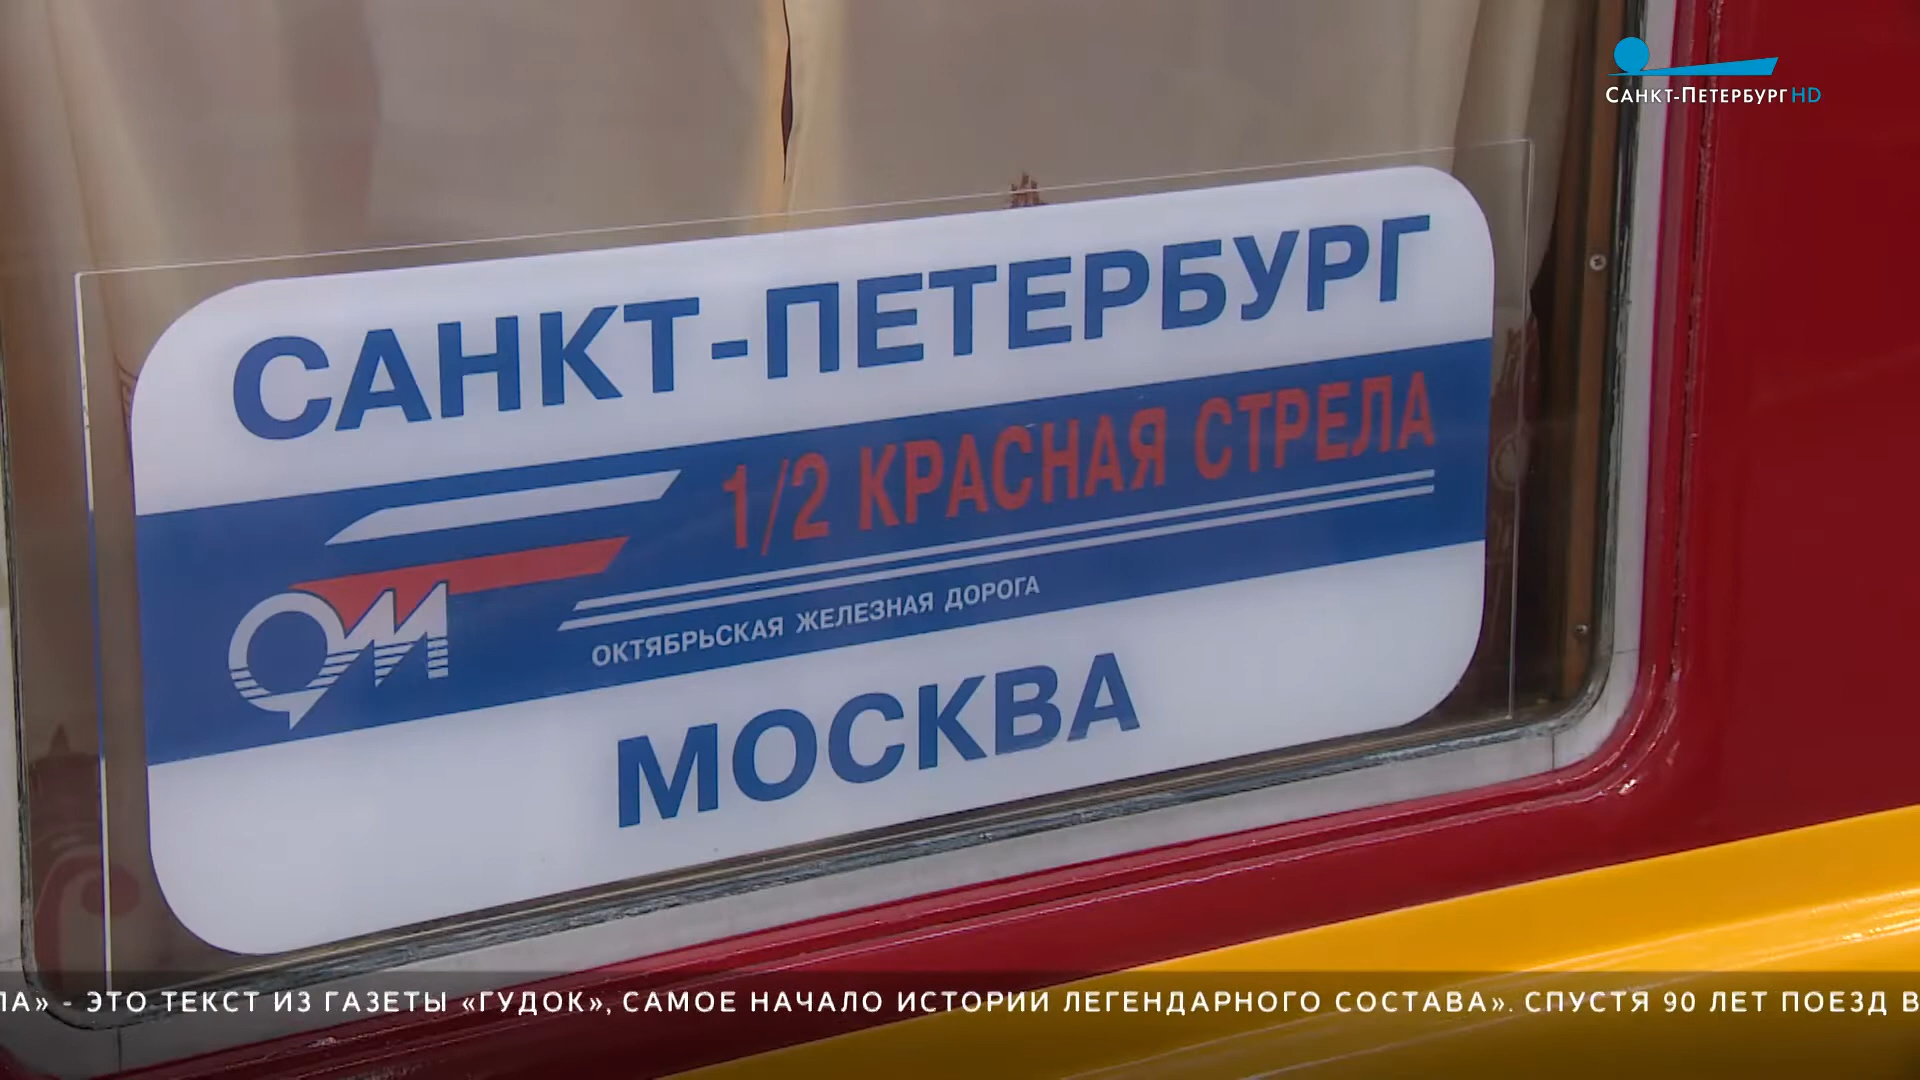 САНКТ-ПЕТЕРБУРГ HD
САНКТ-ПЕТЕРБУРГ
1/2 КРАСНАЯ СТРЕЛА
ОМ
ОКТЯБРЬСКАЯ ЖЕЛЕЗНАЯ ДОРОГА
МОСКВА
ЛА» - ЭТО ТЕКСТ ИЗ ГАЗЕТЫ «ГУДОК», САМОЕ НАЧАЛО ИСТОРИИ ЛЕГЕНДАРНОГО СОСТАВА». СПУСТЯ 90 ЛЕТ ПОЕЗД В